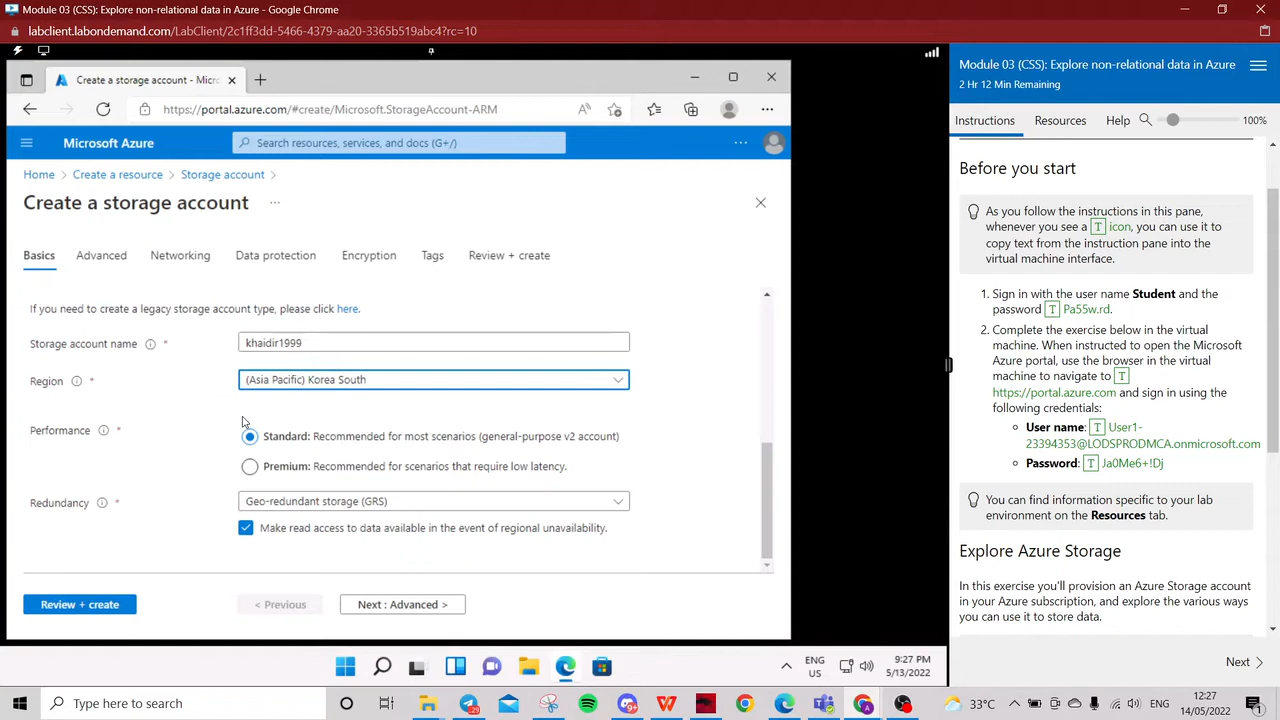 Module 03 (CSS): Explore non-relational data in Azure - Google Chrome
labclient.labondemand.com/LabClient/2c1ff3dd-5466-4379-aa20-3365b519abc4?rc=10
Create a storage account - Micr
https://portal.azure.com/#create/Microsoft.StorageAccount-ARM
Microsoft Azure
Search resources, services, and docs (G+/)
Home > Create a resource > Storage account >
Create a storage account ...
Basics Advanced Networking Data protection Encryption Tags Review + create
If you need to create a legacy storage account type, please click here.
Storage account name * khaidir1999
Region * (Asia Pacific) Korea South
Performance *
Standard: Recommended for most scenarios (general-purpose v2 account)
Premium: Recommended for scenarios that require low latency.
Redundancy * Geo-redundant storage (GRS)
Make read access to data available in the event of regional unavailability.
Review + create < Previous Next : Advanced >
ENG
US
9:27 PM
5/13/2022
Module 03 (CSS): Explore non-relational data in Azure
2 Hr 12 Min Remaining
Instructions Resources Help 100%
Before you start
As you follow the instructions in this pane,
whenever you see a T icon, you can use it to
copy text from the instruction pane into the
virtual machine interface.
1. Sign in with the user name Student and the
password T Pa55w.rd.
2. Complete the exercise below in the virtual
machine. When instructed to open the Microsoft
Azure portal, use the browser in the virtual
machine to navigate to T
https://portal.azure.com and sign in using the
following credentials:
User name: T User1-
23394353@LODSPRODMCA.onmicrosoft.com
Password: T Ja0Me6+!Dj
You can find information specific to your lab
environment on the Resources tab.
Explore Azure Storage
In this exercise you'll provision an Azure Storage account
in your Azure subscription, and explore the various ways
you can use it to store data.
Next >
Type here to search
33°C
ENG
12:27
14/05/2022